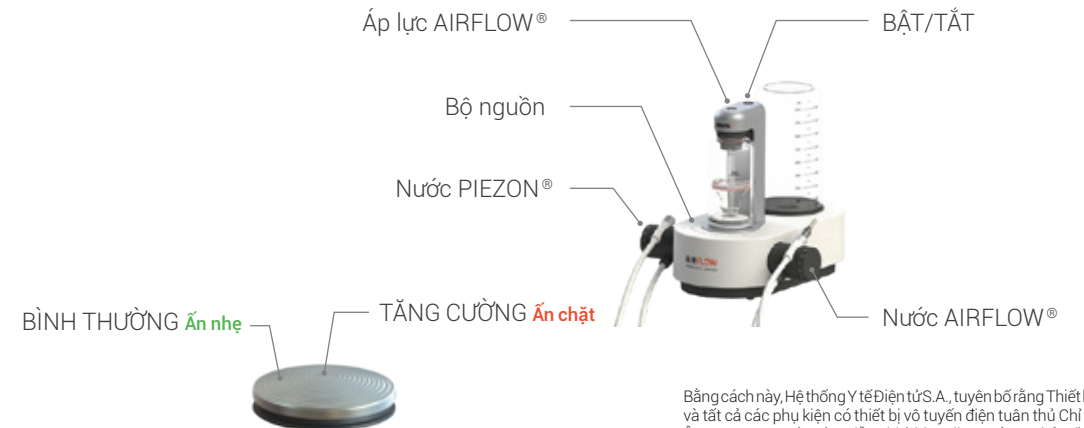 Áp lực AIRFLOW®
BẬT/TẮT
Bộ nguồn
Nước PIEZON®
BÌNH THƯỜNG Ấn nhẹ
TĂNG CƯỜNG Ấn chặt
Nước AIRFLOW®
Bằng cách này, Hệ thống Y tế Điện tử S.A., tuyên bố rằng Thiết
và tất cả các phụ kiện có thiết bị vô tuyến điện tuân thủ Chỉ